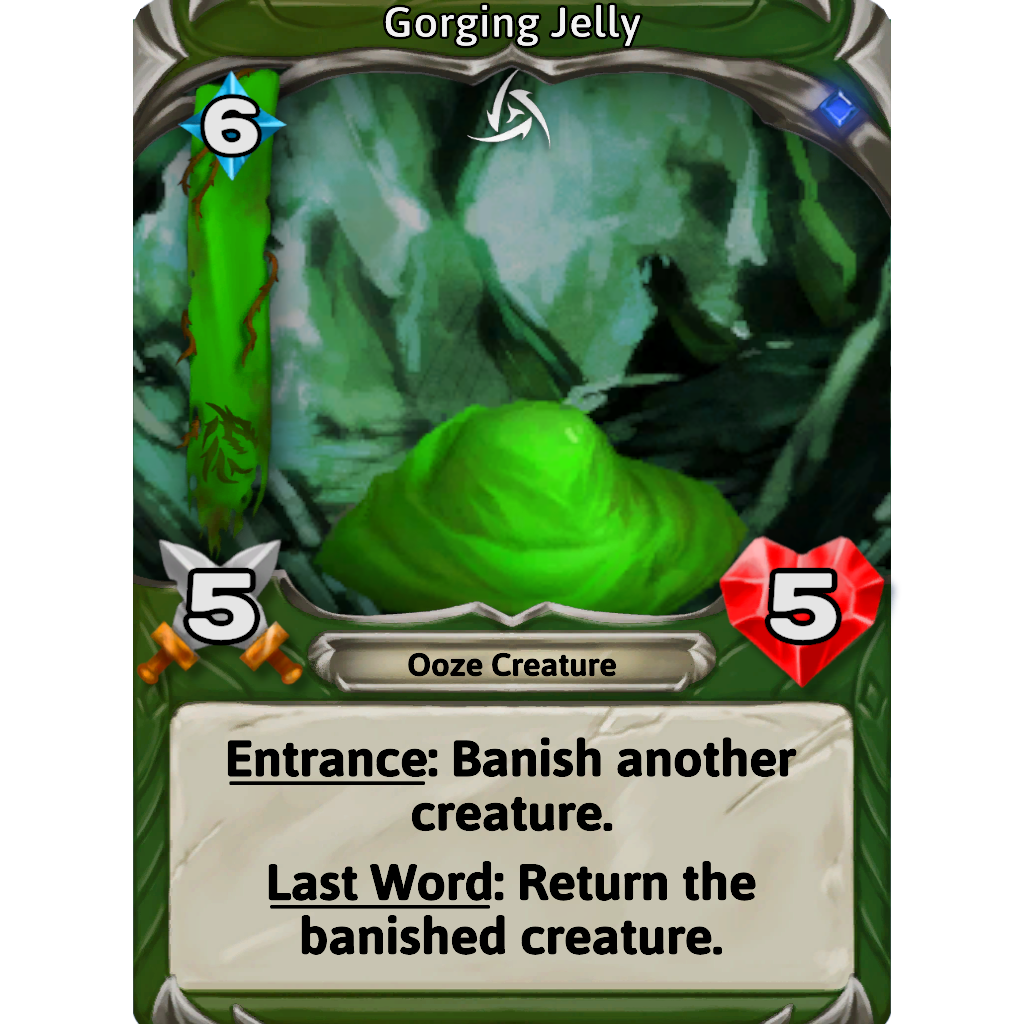 Gorging Jelly
6
5
5
Ooze Creature
Entrance: Banish another
creature.
Last Word: Return the
banished creature.